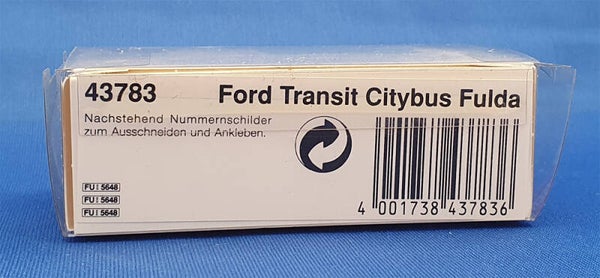 43783 Ford Transit Citybus Fulda
Nachstehend Nummernschilder
zum Ausschneiden und Ankleben.
FU 5648
FU 5648
FU 5648
4 001738 437836